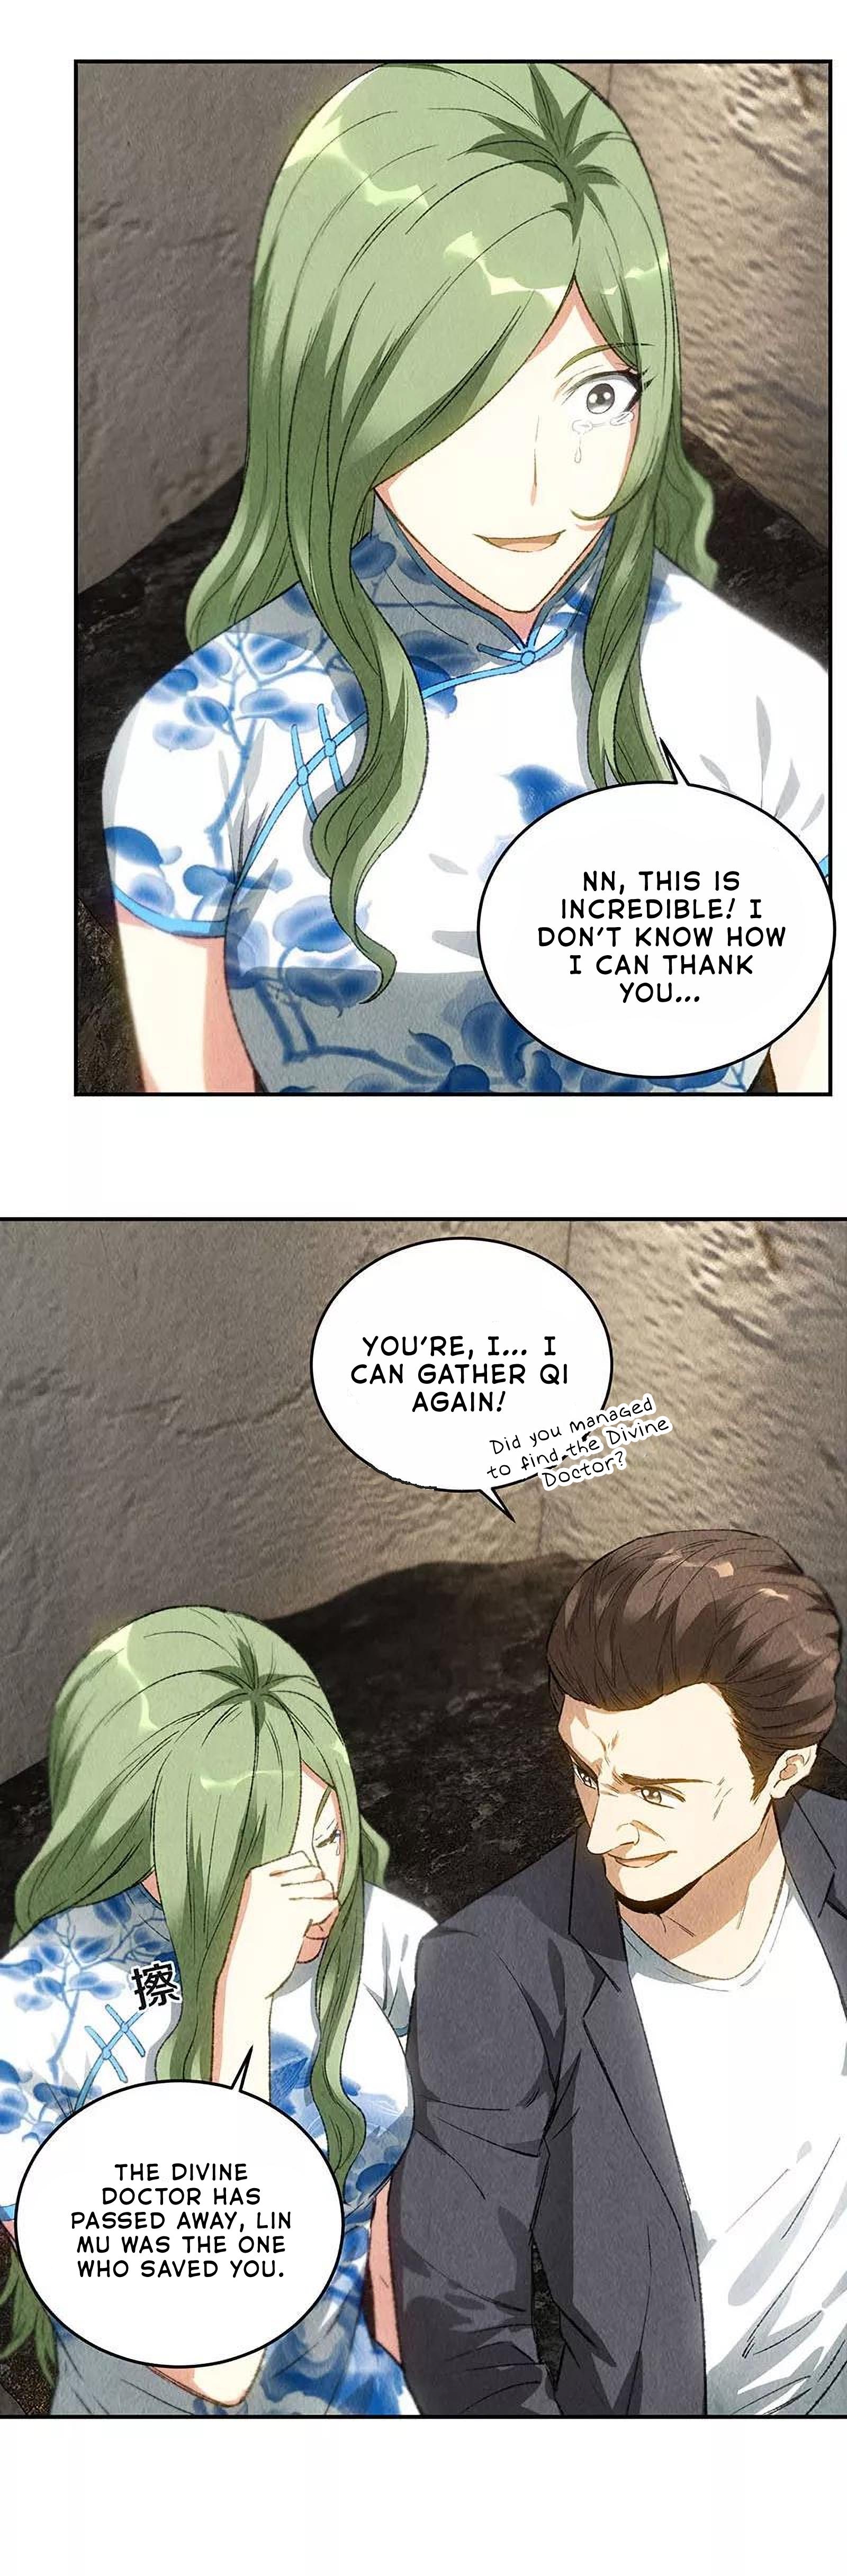 NN, THIS IS
INCREDIBLE! I
DON'T KNOW HOW
I CAN THANK
YOU...
YOU'RE, I... I
CAN GATHER QI
AGAIN!
Did you managed
to find the Divine
Doctor?
擦
THE DIVINE
DOCTOR HAS
PASSED AWAY, LIN
MU WAS THE ONE
WHO SAVED YOU.